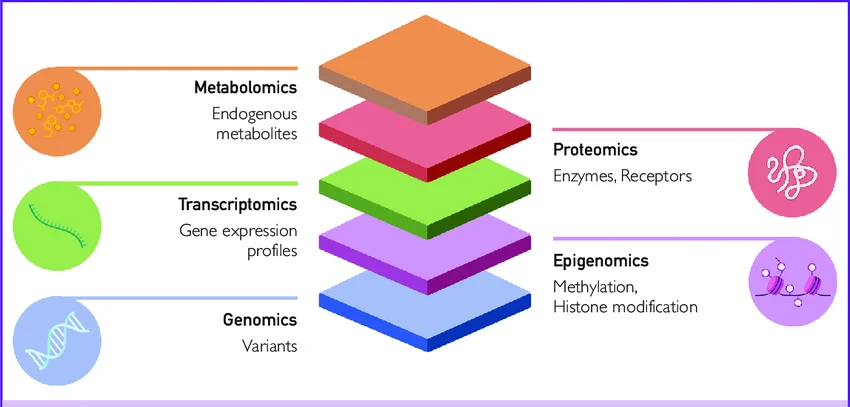 Metabolomics
Endogenous
metabolites
Proteomics
Enzymes, Receptors
Transcriptomics
Gene expression
profiles
Epigenomics
Methylation,
Histone modification
Genomics
Variants